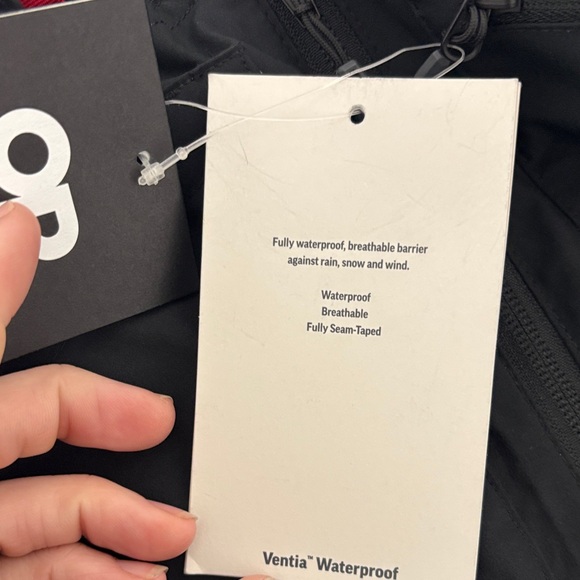 Fully waterproof, breathable barrier
against rain, snow and wind.
Waterproof
Breathable
Fully Seam-Taped
Ventia™ Waterproof